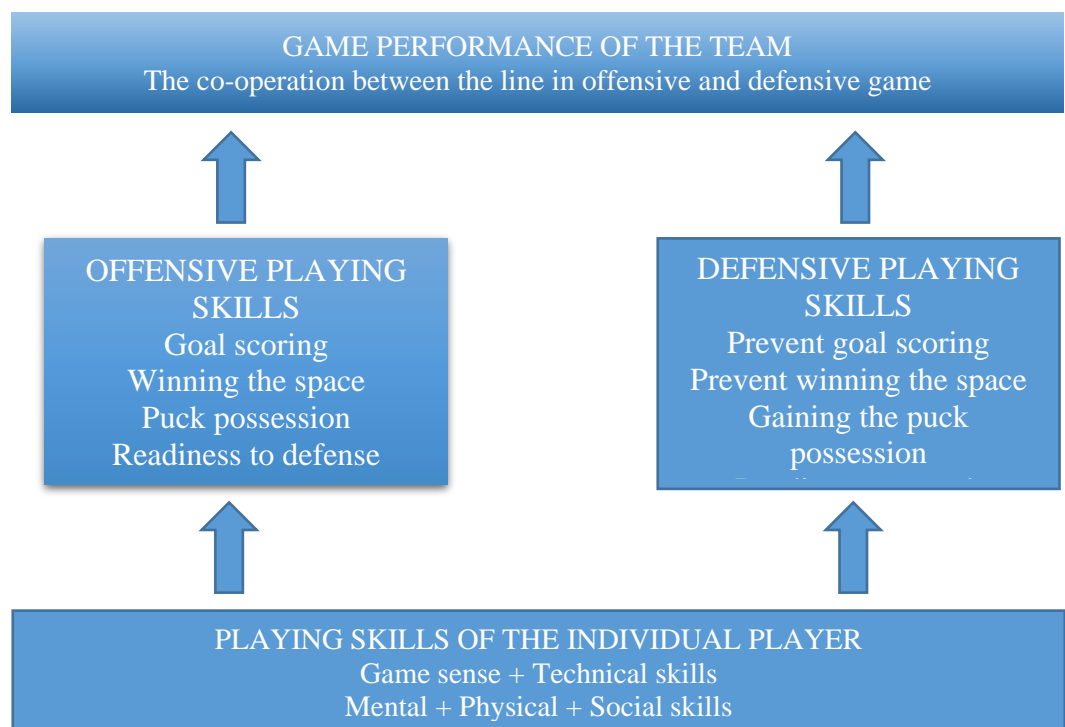 GAME PERFORMANCE OF THE TEAM
The co-operation between the line in offensive and defensive game
OFFENSIVE PLAYING
SKILLS
Goal scoring
Winning the space
Puck possession
Readiness to defense
DEFENSIVE PLAYING
SKILLS
Prevent goal scoring
Prevent winning the space
Gaining the puck
possession
PLAYING SKILLS OF THE INDIVIDUAL PLAYER
Game sense + Technical skills
Mental + Physical + Social skills